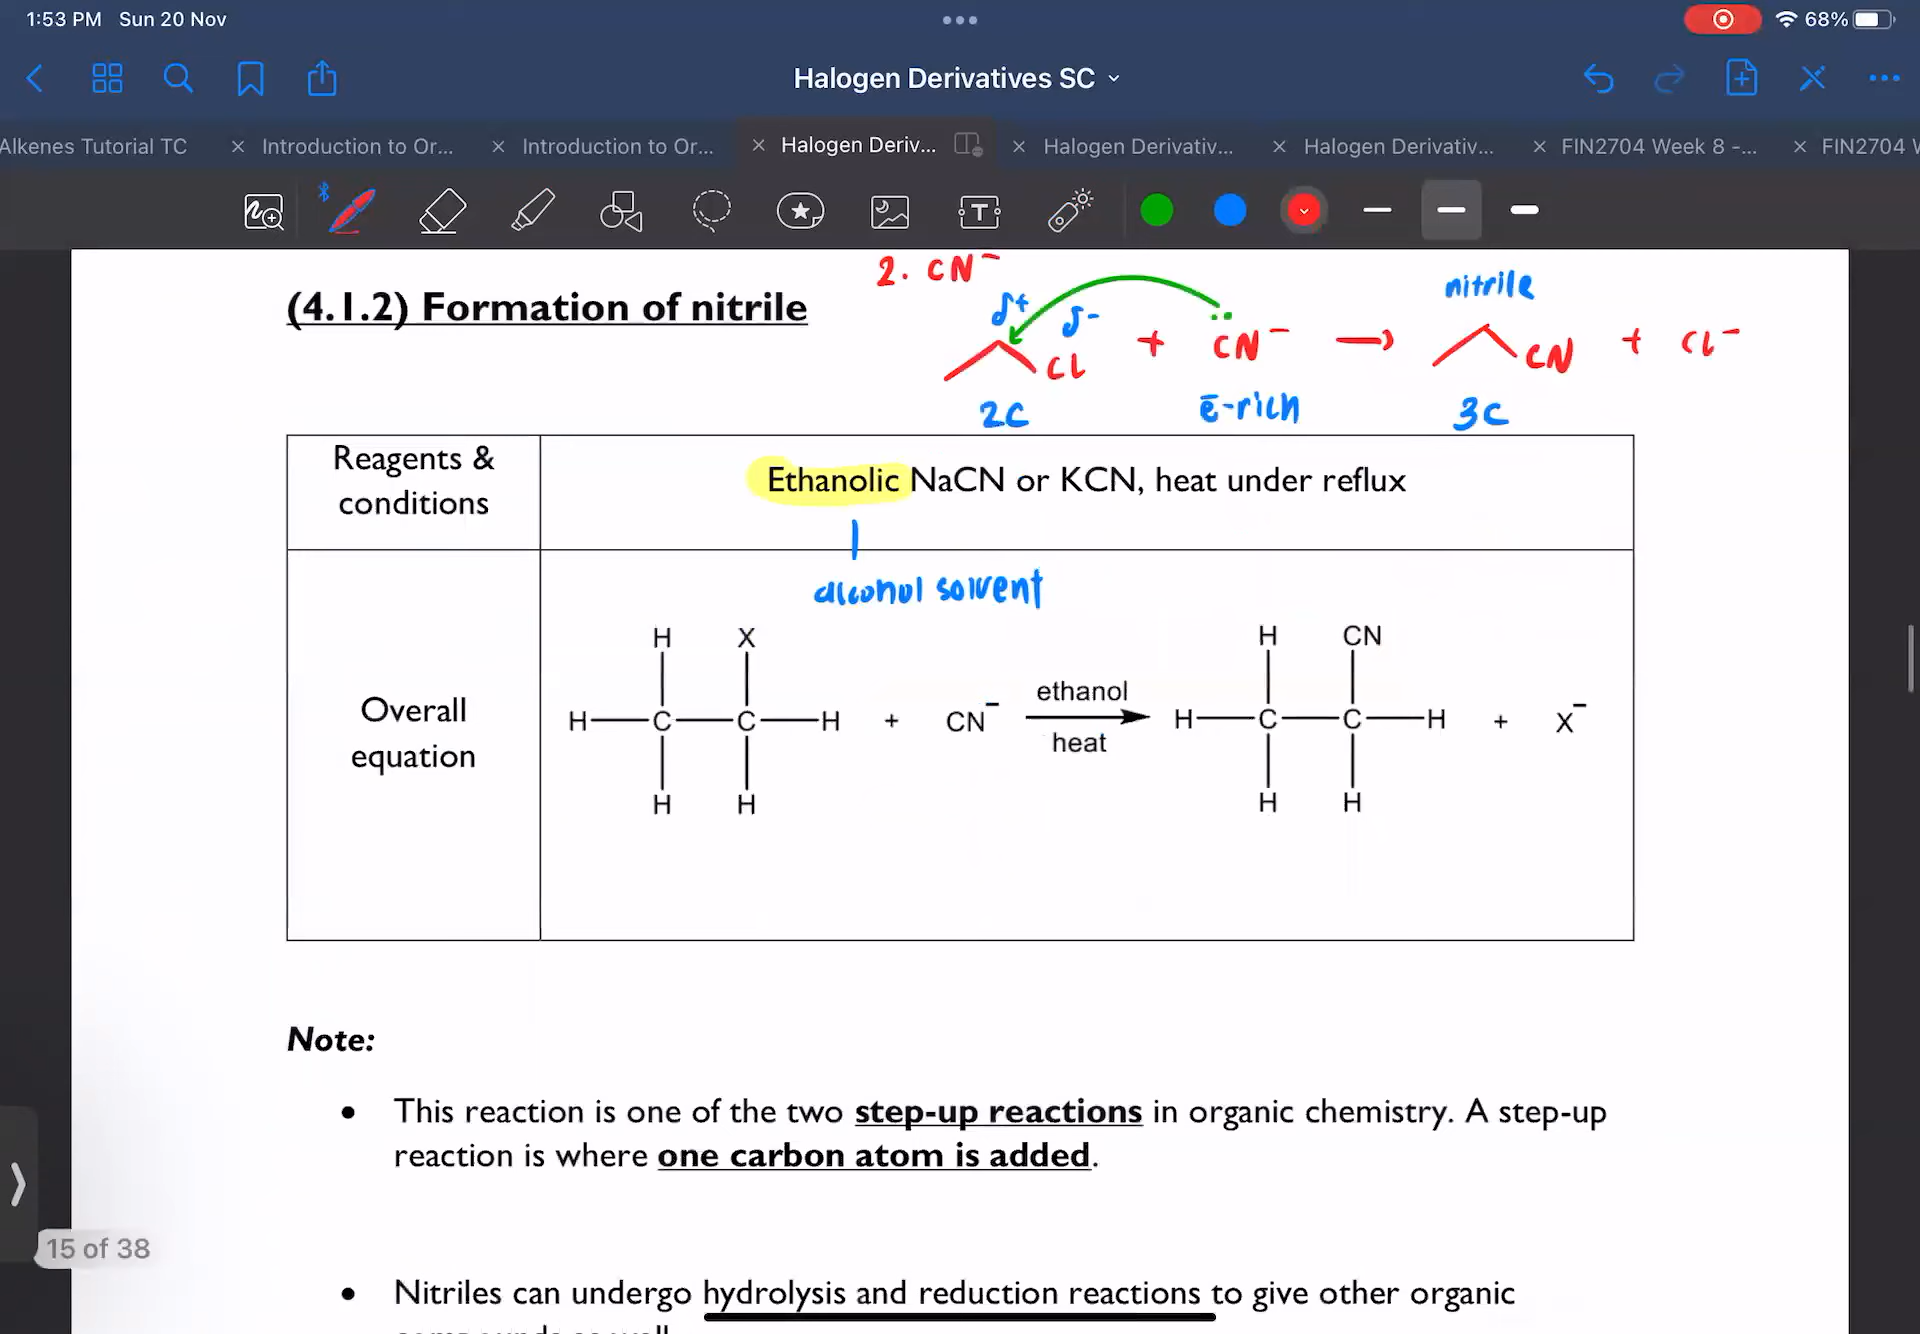 1:53 PM Sun 20 Nov
68%
Halogen Derivatives SC
Alkenes Tutorial TC
Introduction to Or...
Introduction to Or...
Halogen Deriv...
Halogen Derivativ...
Halogen Derivativ...
FIN2704 Week 8 -...
FIN2704
2. CN⁻
(4.1.2) Formation of nitrile
nitrile
δ+ δ-
Cl + CN⁻ → CN + Cl⁻
2C ē-rich 3C
Reagents & conditions
Ethanolic NaCN or KCN, heat under reflux
alcohol solvent
Overall equation
H X
H C C H + CN⁻
H H
ethanol
heat
H CN
H C C H + X⁻
H H
Note:
• This reaction is one of the two step-up reactions in organic chemistry. A step-up
reaction is where one carbon atom is added.
• Nitriles can undergo hydrolysis and reduction reactions to give other organic
15 of 38